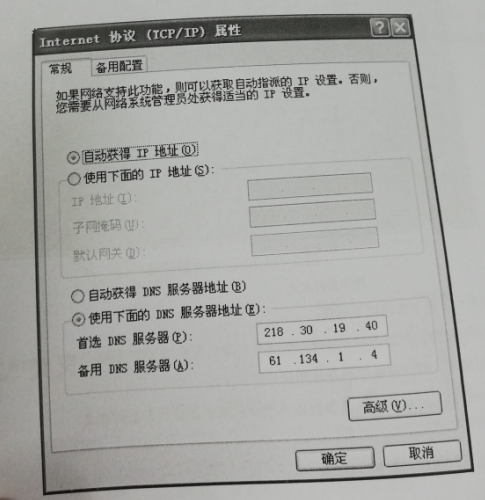 Internet 协议 (TCP/IP) 属性
常规 备用配置
如果网络支持此功能,则可以获取自动指派的 IP 设置。否则,
您需要从网络系统管理员处获得适当的 IP 设置。
自动获得 IP 地址(O)
使用下面的 IP 地址(S):
IP 地址(I):
子网掩码(U):
默认网关(D):
自动获得 DNS 服务器地址(B)
使用下面的 DNS 服务器地址(E):
首选 DNS 服务器(P): 218 . 30 . 19 . 40
备用 DNS 服务器(A): 61 .134 . 1 . 4
高级(V)...
确定 取消